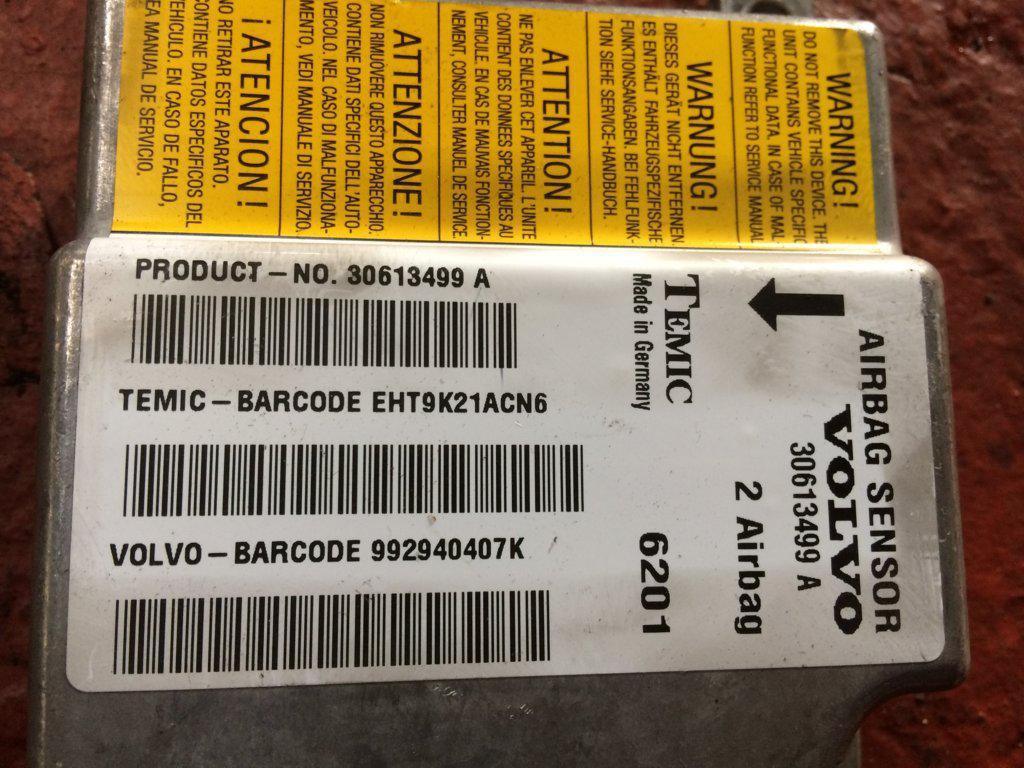 WARNING!
DO NOT REMOVE THIS DEVICE. THE
UNIT CONTAINS VEHICLE SPECIFIC
FUNCTIONAL DATA. IN CASE OF MAL
FUNCTION REFER TO SERVICE MANUAL
WARNUNG!
DIESES GERÄT NICHT ENTFERNEN
ES ENTHÄLT FAHRZEUGSPEZIFISCHE
FUNKTIONSANGABEN. BEI FEHLFUNK-
TION SIEHE SERVICE-HANDBUCH.
ATTENTION!
NE PAS ENLEVER CET APPAREIL. L'UNITE
CONTIENT DES DONNEES SPECIFIQUES AU
VEHICULE. EN CAS DE MAUVAIS FONCTION-
NEMENT, CONSULTER MANUEL DE SERVICE.
ATTENZIONE!
NON RIMUOVERE QUESTO APPARECCHIO.
CONTIENE DATI SPECIFICI DELL'AUTO-
VEICOLO. NEL CASO DI MALFUNZIONA-
MENTO, VEDI MANUALE DI SERVIZIO.
¡ATENCION!
NO RETIRAR ESTE APARATO.
CONTIENE DATOS ESPECIFICOS DEL
VEHICULO. EN CASO DE FALLO,
VEA MANUAL DE SERVICIO.
PRODUCT-NO. 30613499 A
TEMIC-BARCODE EHT9K21ACN6
VOLVO-BARCODE 992940407K
AIRBAG SENSOR
VOLVO
30613499 A
2 Airbag
TEMIC
Made in Germany
6201